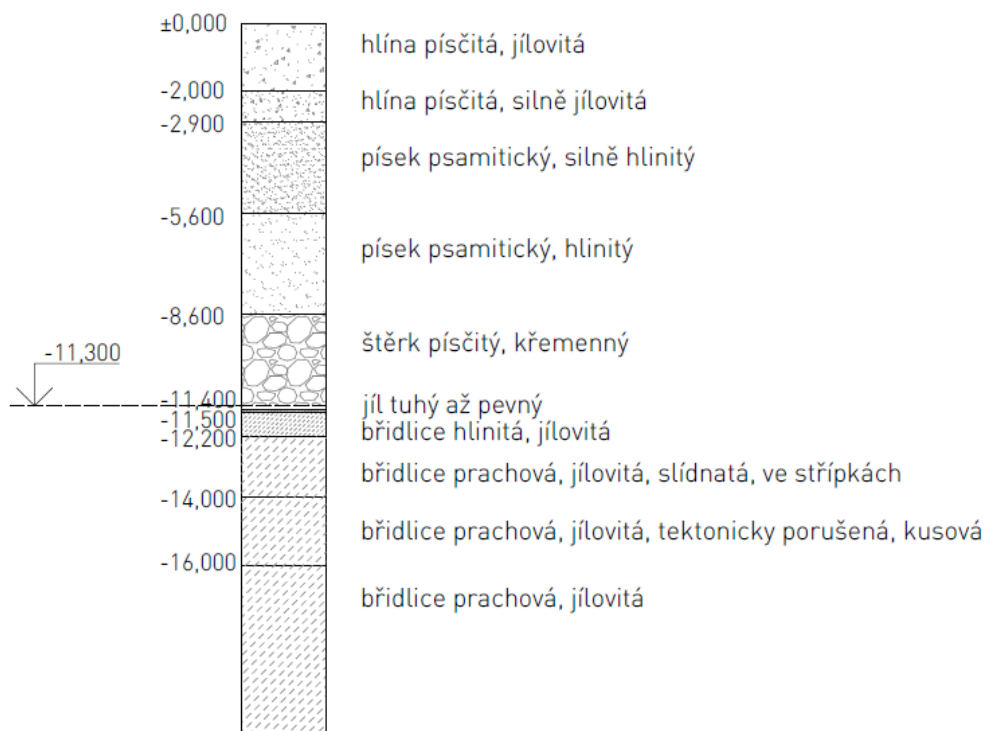 ±0,000
hlína písčitá, jílovitá
-2,000
hlína písčitá, silně jílovitá
-2,900
písek psamitický, silně hlinitý
-5,600
písek psamitický, hlinitý
-8,600
štěrk písčitý, křemenný
-11,300
-11,400
jíl tuhý až pevný
-11,500
břidlice hlinitá, jílovitá
-12,200
břidlice prachová, jílovitá, slídnatá, ve střípkách
-14,000
břidlice prachová, jílovitá, tektonicky porušená, kusová
-16,000
břidlice prachová, jílovitá